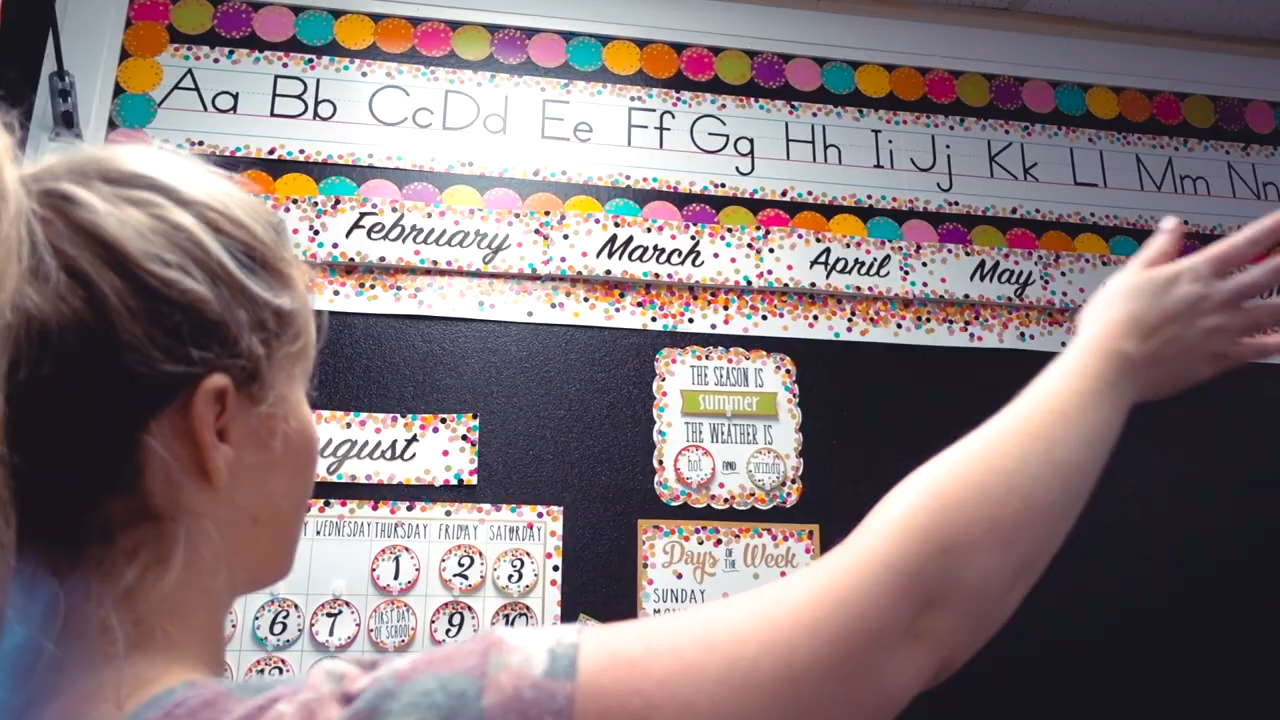 Aa Bb Cc Dd Ee Ff Gg Hh Ii Jj Kk Ll Mm Nn
February March April May
THE SEASON IS
summer
THE WEATHER IS
hot AND windy
ugust
WEDNESDAY THURSDAY FRIDAY SATURDAY
1 2 3
6 7 FIRST DAY OF SCHOOL 9 10
Days OF THE Week
SUNDAY